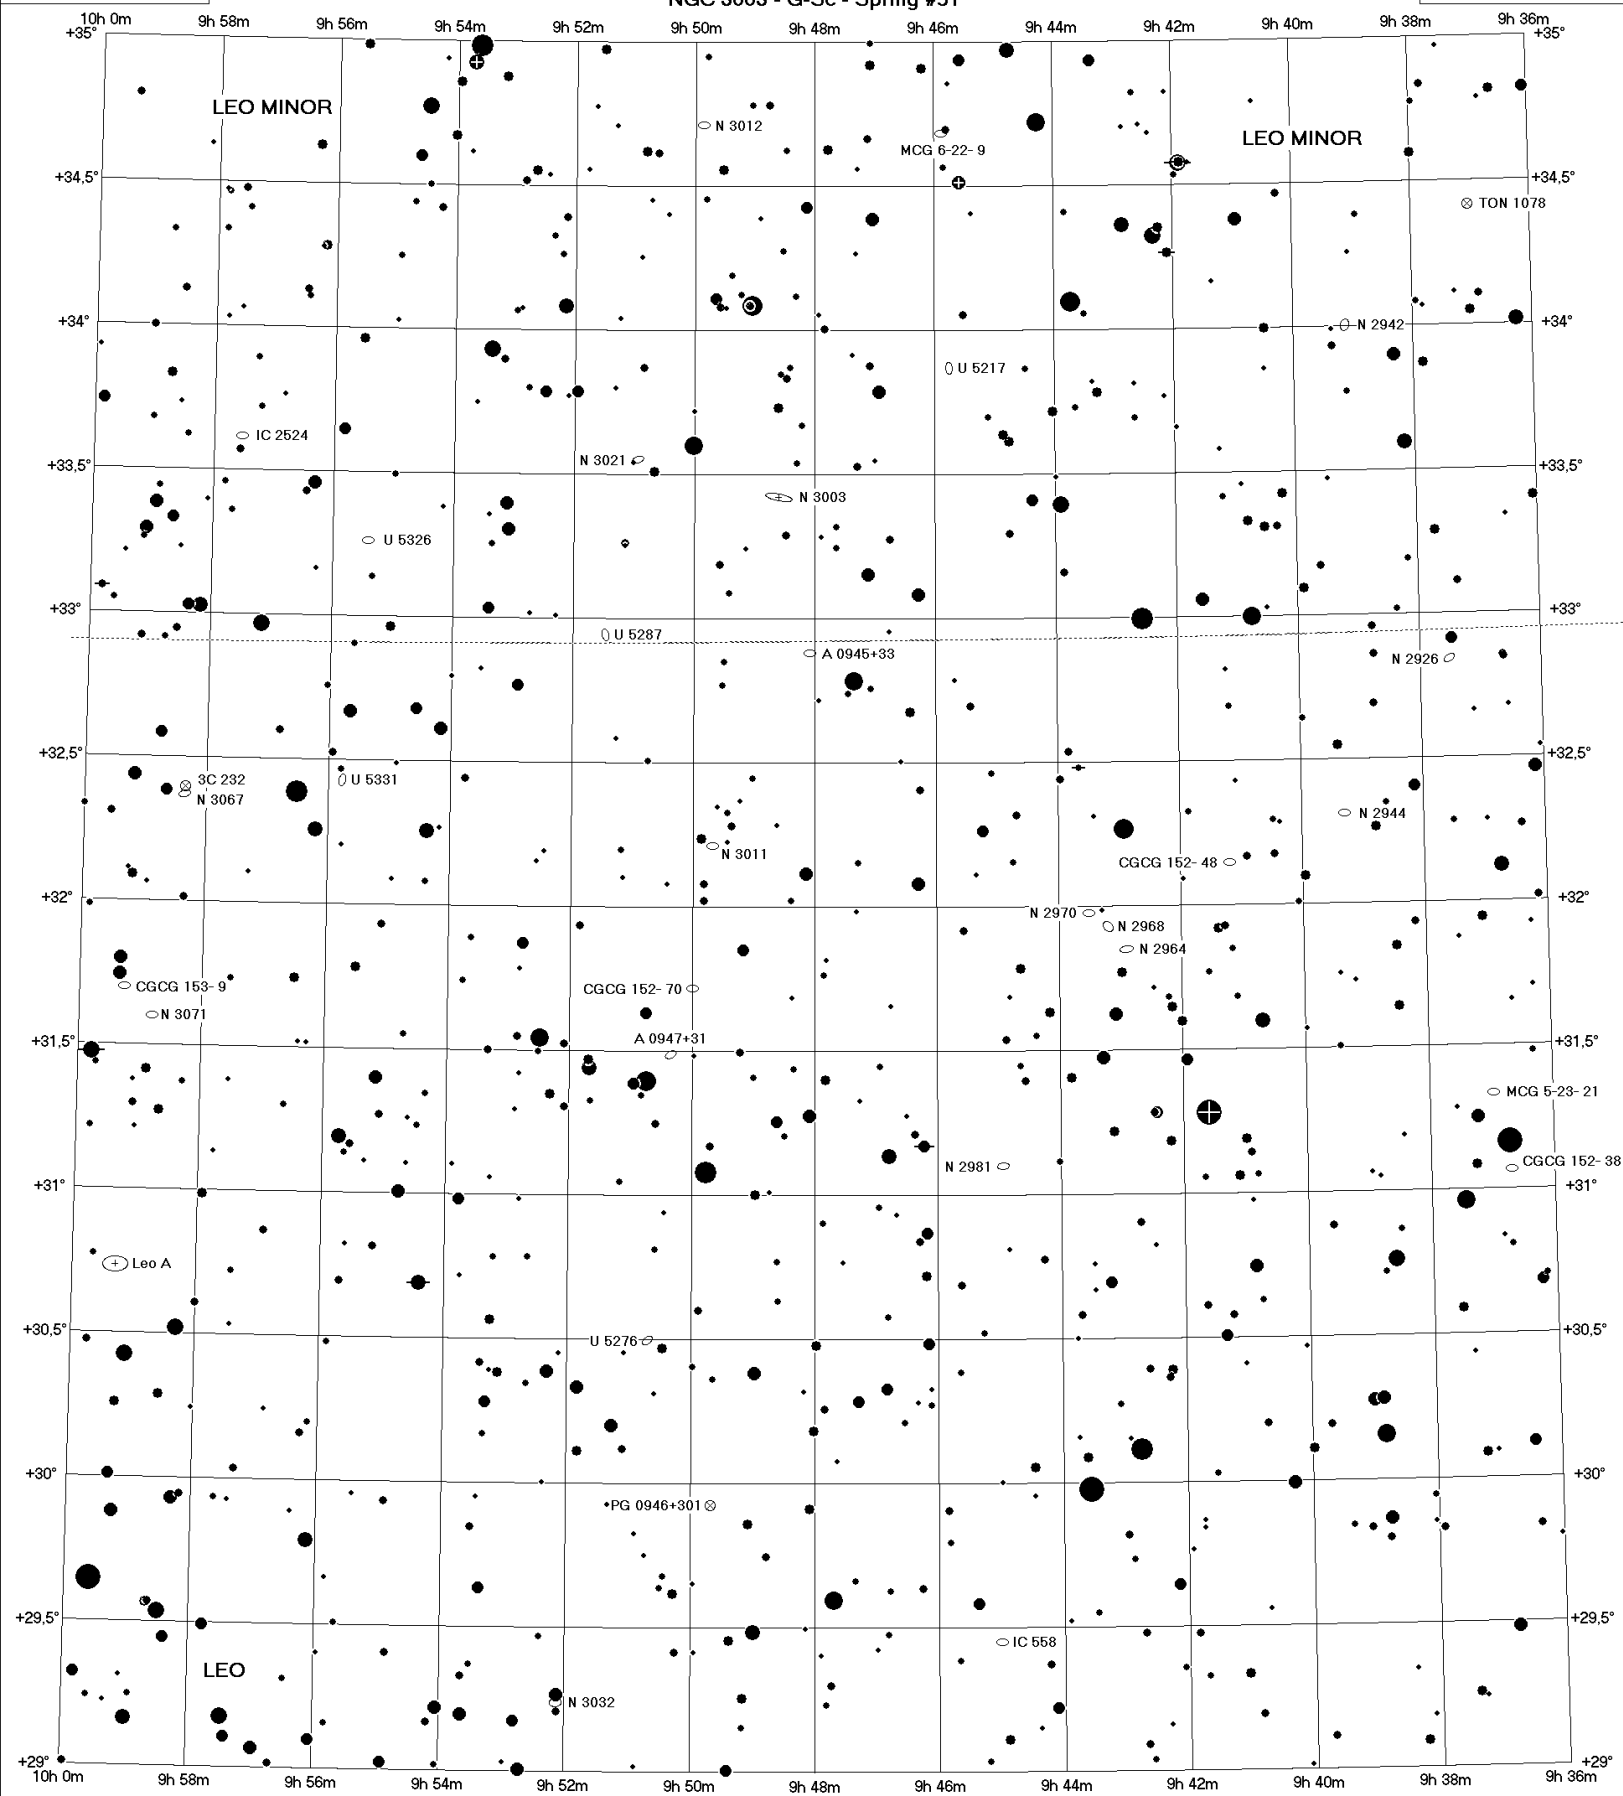 NGC 3003 - G-Sc - Spring #51
10h 0m 9h 58m 9h 56m 9h 54m 9h 52m 9h 50m 9h 48m 9h 46m 9h 44m 9h 42m 9h 40m 9h 38m 9h 36m
+35° +35°
LEO MINOR
N 3012
LEO MINOR
MCG 6-22- 9
+34,5° +34,5°
TON 1078
+34° N 2942 +34°
U 5217
IC 2524
N 3021
+33,5° +33,5°
N 3003
U 5326
+33° +33°
U 5287
A 0945+33
N 2926
+32,5° +32,5°
3C 232 U 5331
N 3067
N 2944
N 3011
CGCG 152- 48
+32° +32°
N 2970
N 2968
N 2964
CGCG 153- 9 CGCG 152- 70
N 3071
A 0947+31
+31,5° +31,5°
MCG 5-23- 21
N 2981 CGCG 152- 38
+31° +31°
Leo A
+30,5° +30,5°
U 5276
+30° +30°
PG 0946+301
+29,5° +29,5°
IC 558
LEO
N 3032
+29° +29°
10h 0m 9h 58m 9h 56m 9h 54m 9h 52m 9h 50m 9h 48m 9h 46m 9h 44m 9h 42m 9h 40m 9h 38m 9h 36m